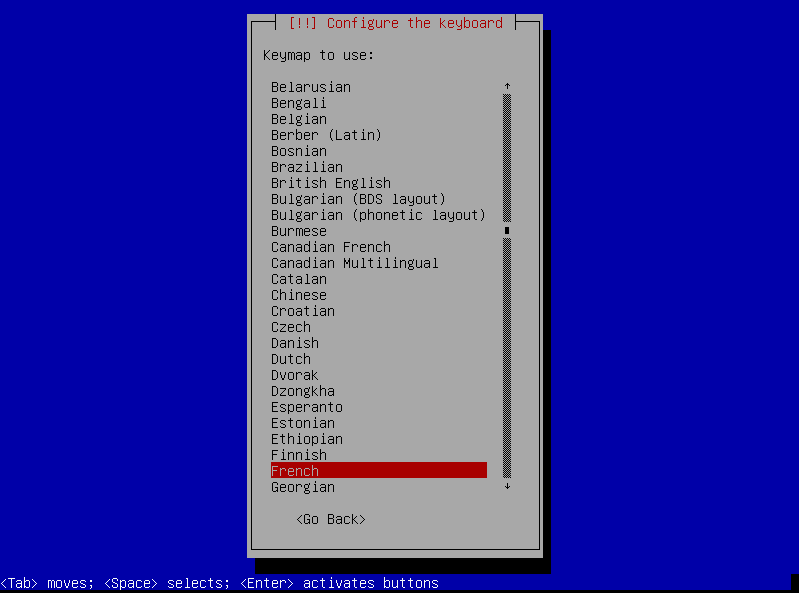 [!!] Configure the keyboard
Keymap to use:
Belarusian
Bengali
Belgian
Berber (Latin)
Bosnian
Brazilian
British English
Bulgarian (BDS layout)
Bulgarian (phonetic layout)
Burmese
Canadian French
Canadian Multilingual
Catalan
Chinese
Croatian
Czech
Danish
Dutch
Dvorak
Dzongkha
Esperanto
Estonian
Ethiopian
Finnish
French
Georgian
<Go Back>
<Tab> moves; <Space> selects; <Enter> activates buttons